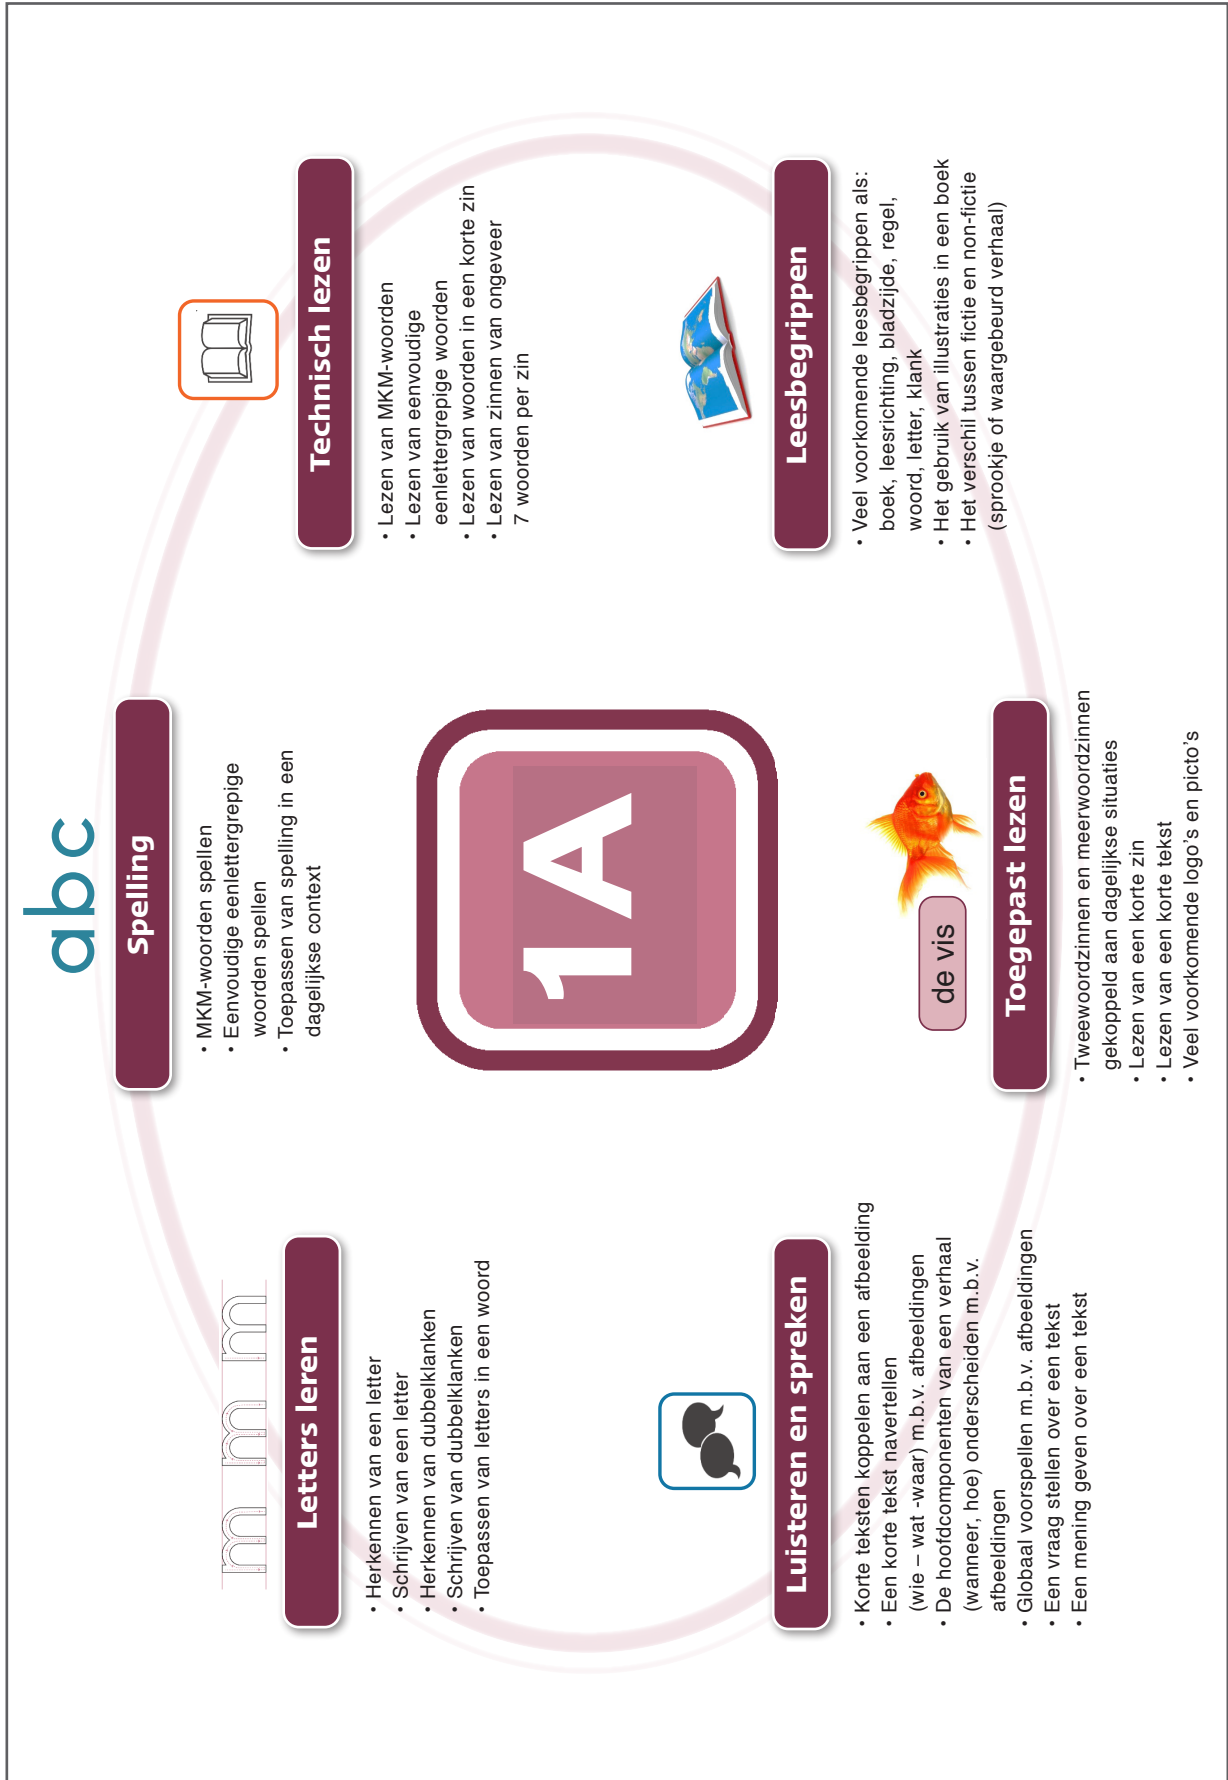 m m m
Letters leren
• Herkennen van een letter
• Schrijven van een letter
• Herkennen van dubbelklanken
• Schrijven van dubbelklanken
• Toepassen van letters in een woord
abc
Spelling
• MKM-woorden spellen
• Eenvoudige eenlettergrepige
woorden spellen
• Toepassen van spelling in een
dagelijkse context
Technisch lezen
• Lezen van MKM-woorden
• Lezen van eenvoudige
eenlettergrepige woorden
• Lezen van woorden in een korte zin
• Lezen van zinnen van ongeveer
7 woorden per zin
1A
Luisteren en spreken
• Korte teksten koppelen aan een afbeelding
• Een korte tekst navertellen
(wie – wat -waar) m.b.v. afbeeldingen
• De hoofdcomponenten van een verhaal
(wanneer, hoe) onderscheiden m.b.v.
afbeeldingen
• Globaal voorspellen m.b.v. afbeeldingen
• Een vraag stellen over een tekst
• Een mening geven over een tekst
de vis
Toegepast lezen
• Tweewoordzinnen en meerwoordzinnen
gekoppeld aan dagelijkse situaties
• Lezen van een korte zin
• Lezen van een korte tekst
• Veel voorkomende logo’s en picto’s
Leesbegrippen
• Veel voorkomende leesbegrippen als:
boek, leesrichting, bladzijde, regel,
woord, letter, klank
• Het gebruik van illustraties in een boek
• Het verschil tussen fictie en non-fictie
(sprookje of waargebeurd verhaal)